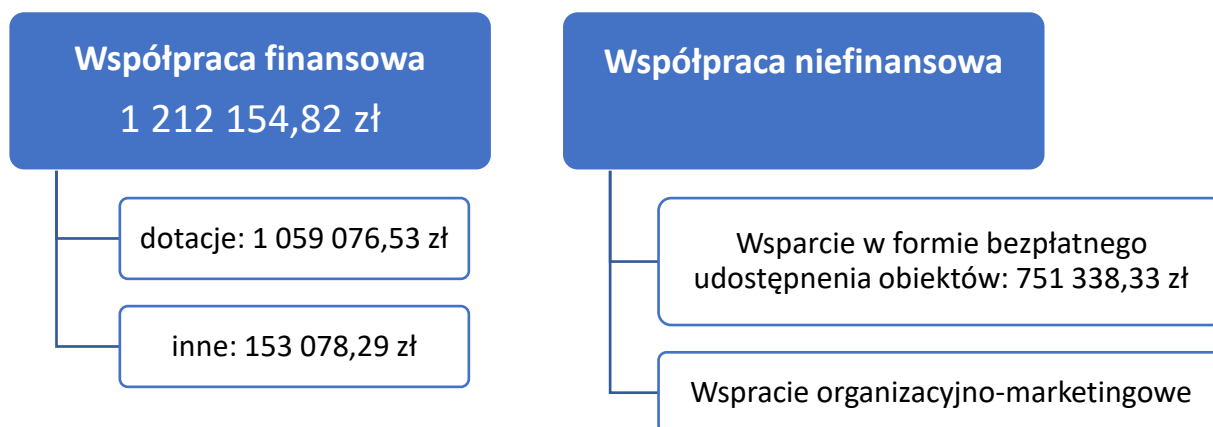 Współpraca finansowa
1 212 154,82 zł
dotacje: 1 059 076,53 zł
inne: 153 078,29 zł
Współpraca niefinansowa
Wsparcie w formie bezpłatnego
udostępnenia obiektów: 751 338,33 zł
Wspracie organizacyjno-marketingowe